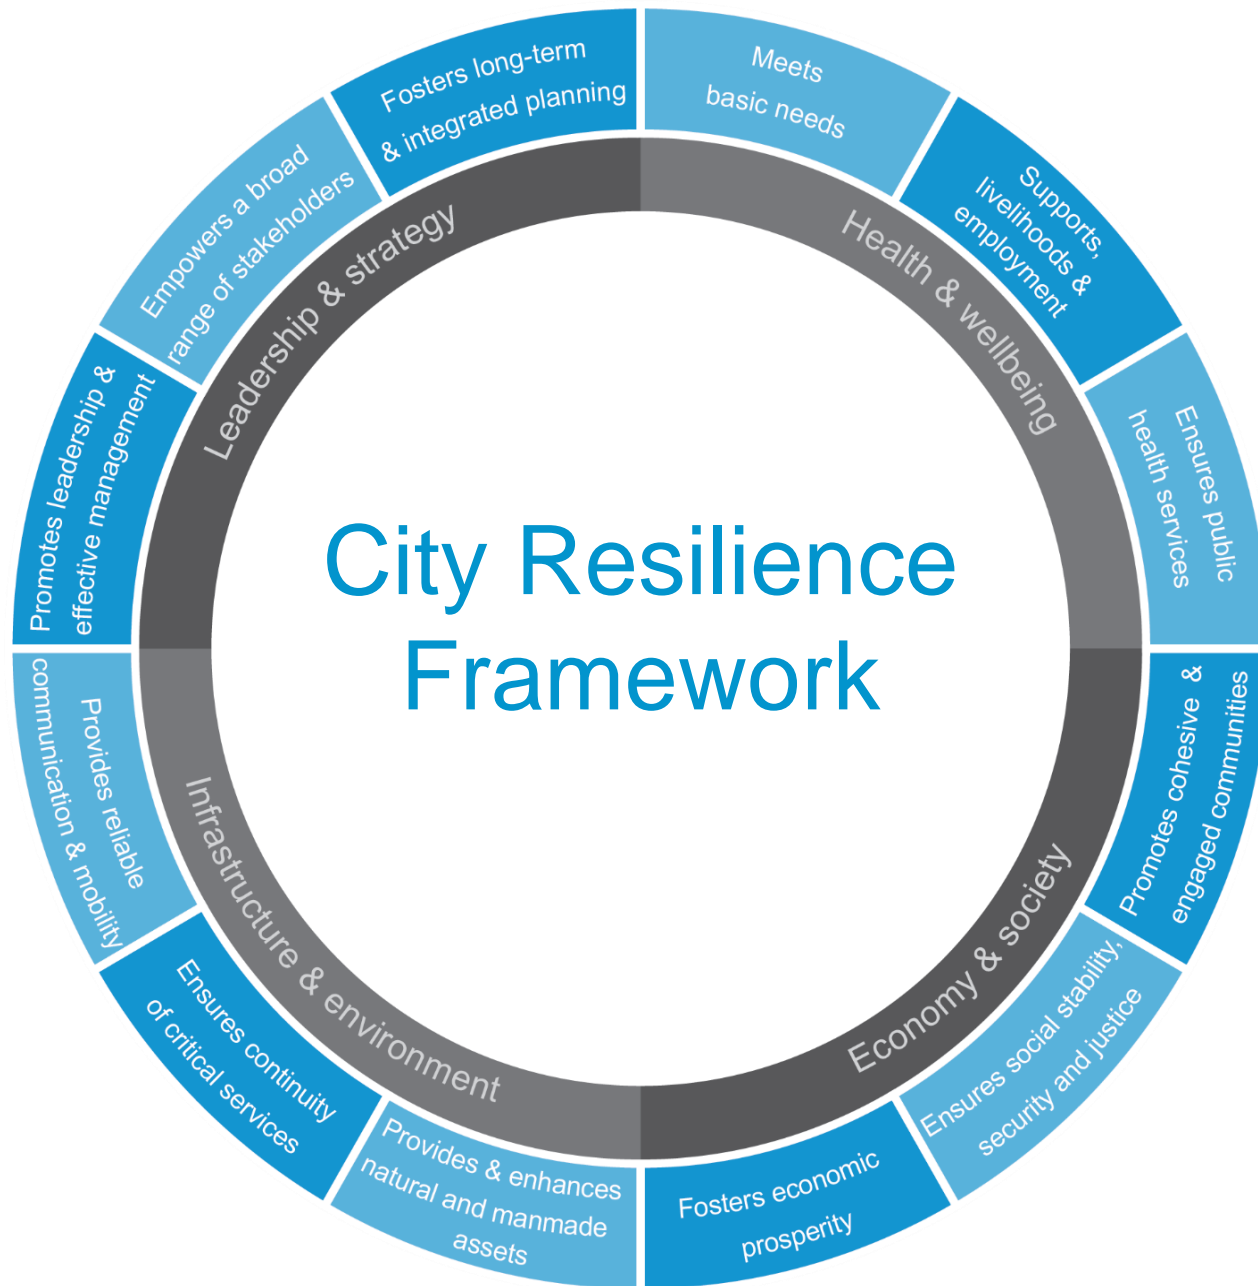 City Resilience
Framework
Health & wellbeing
Meets
basic needs
Supports,
livelihoods &
employment
Ensures public
health services
Economy & society
Promotes cohesive &
engaged communities
Ensures social stability,
security and justice
Fosters economic
prosperity
Infrastructure & environment
Provides & enhances
natural and manmade
assets
Ensures continuity
of critical services
Provides reliable
communication & mobility
Leadership & strategy
Promotes leadership &
effective management
Empowers a broad
range of stakeholders
Fosters long-term
& integrated planning